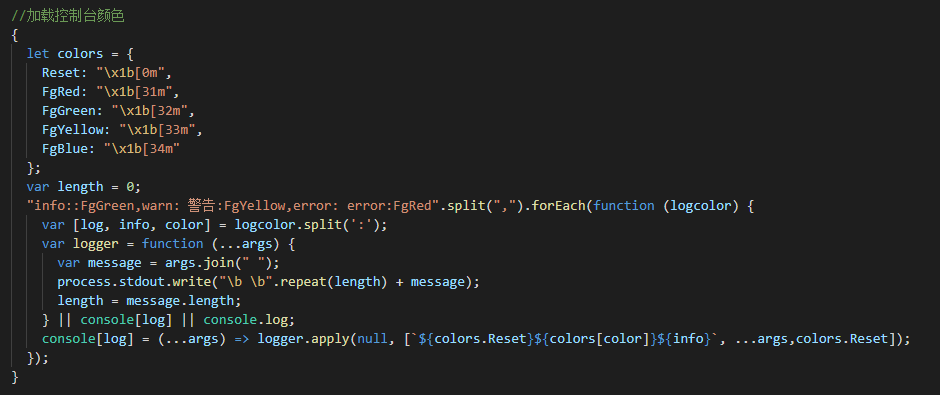 //加载控制台颜色
{
  let colors = {
    Reset: "\x1b[0m",
    FgRed: "\x1b[31m",
    FgGreen: "\x1b[32m",
    FgYellow: "\x1b[33m",
    FgBlue: "\x1b[34m"
  };
  var length = 0;
  "info::FgGreen,warn: 警告:FgYellow,error: error:FgRed".split(",").forEach(function (logcolor) {
    var [log, info, color] = logcolor.split(':');
    var logger = function (...args) {
      var message = args.join(" ");
      process.stdout.write("\b \b".repeat(length) + message);
      length = message.length;
    } || console[log] || console.log;
    console[log] = (...args) => logger.apply(null, [`${colors.Reset}${colors[color]}${info}`, ...args,colors.Reset]);
  });
}